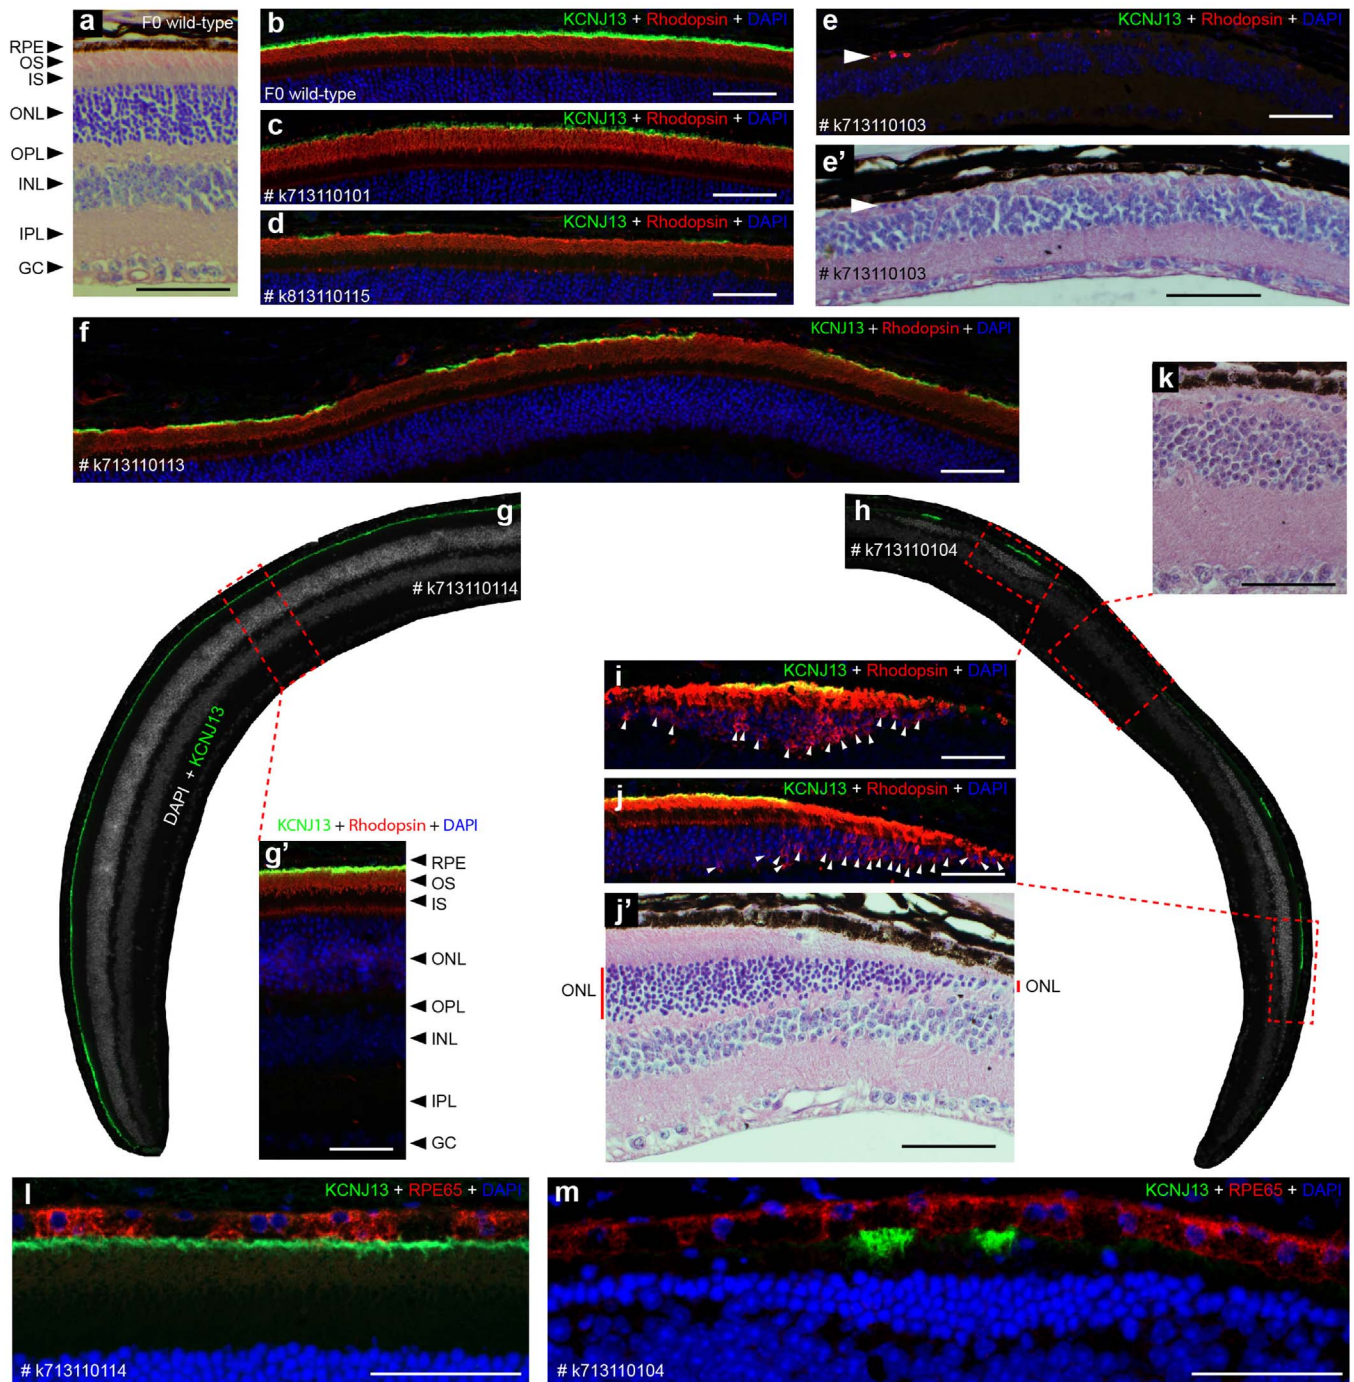 a
F0 wild-type
RPE
OS
IS
ONL
OPL
INL
IPL
GC
b
KCNJ13 + Rhodopsin + DAPI
F0 wild-type
c
KCNJ13 + Rhodopsin + DAPI
# k713110101
d
KCNJ13 + Rhodopsin + DAPI
# k813110115
e
KCNJ13 + Rhodopsin + DAPI
# k713110103
e'
# k713110103
f
KCNJ13 + Rhodopsin + DAPI
# k713110113
g
# k713110114
DAPI + KCNJ13
KCNJ13 + Rhodopsin + DAPI
g'
RPE
OS
IS
ONL
OPL
INL
IPL
GC
h
# k713110104
k
i
KCNJ13 + Rhodopsin + DAPI
j
KCNJ13 + Rhodopsin + DAPI
j'
ONL
ONL
l
KCNJ13 + RPE65 + DAPI
# k713110114
m
KCNJ13 + RPE65 + DAPI
# k713110104